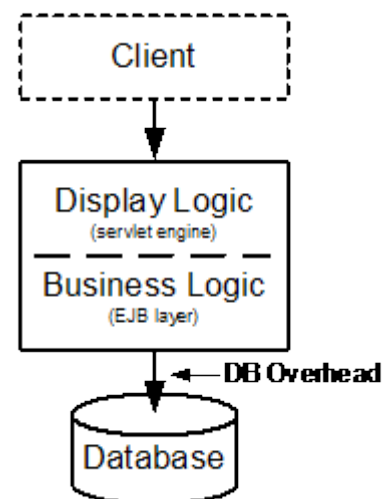 Client
Display Logic
(servlet engine)
Business Logic
(EJB layer)
DB Overhead
Database